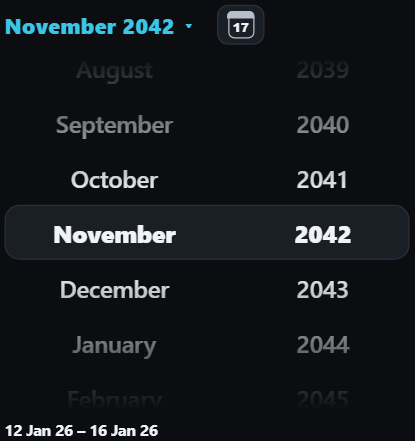 November 2042
17
August 2039
September 2040
October 2041
November 2042
December 2043
January 2044
February 2045
12 Jan 26 – 16 Jan 26